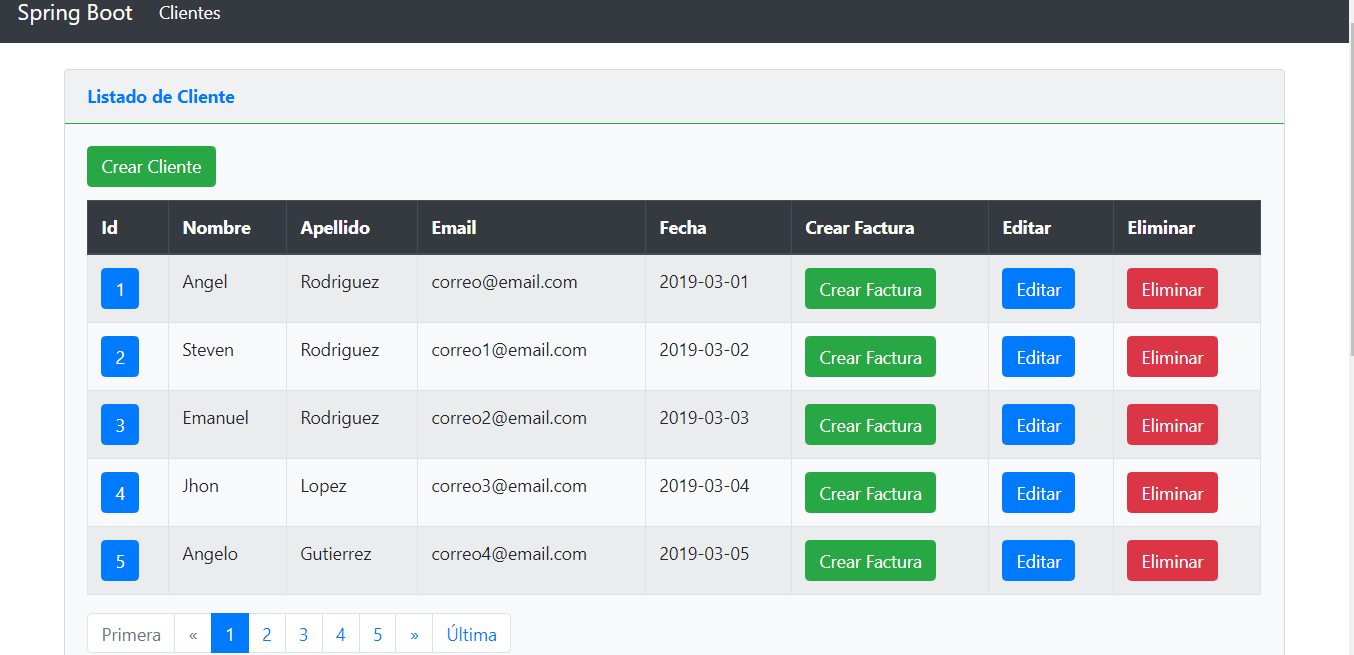 Spring Boot Clientes
Listado de Cliente
Crear Cliente
Id Nombre Apellido Email Fecha Crear Factura Editar Eliminar
1 Angel Rodriguez correo@email.com 2019-03-01 Crear Factura Editar Eliminar
2 Steven Rodriguez correo1@email.com 2019-03-02 Crear Factura Editar Eliminar
3 Emanuel Rodriguez correo2@email.com 2019-03-03 Crear Factura Editar Eliminar
4 Jhon Lopez correo3@email.com 2019-03-04 Crear Factura Editar Eliminar
5 Angelo Gutierrez correo4@email.com 2019-03-05 Crear Factura Editar Eliminar
Primera « 1 2 3 4 5 » Última